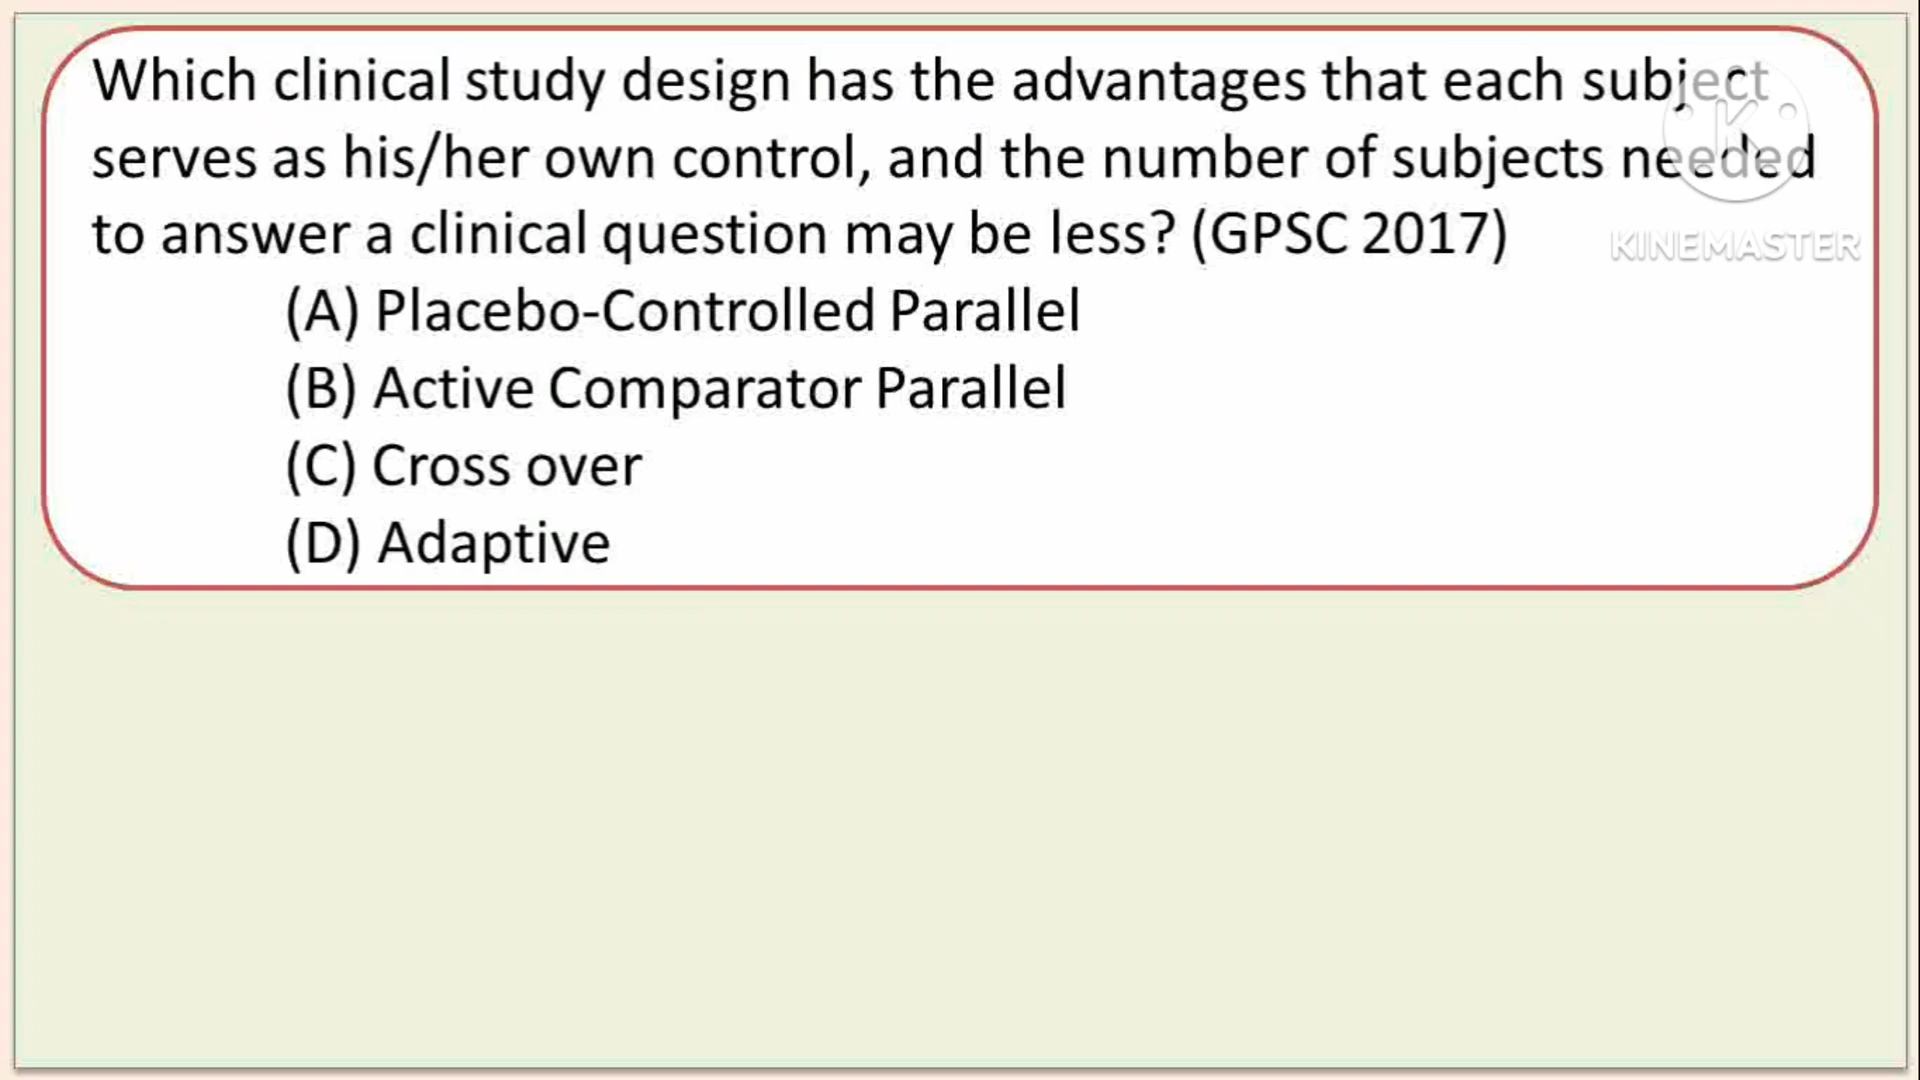 Which clinical study design has the advantages that each subject
serves as his/her own control, and the number of subjects needed
to answer a clinical question may be less? (GPSC 2017)
KINEMASTER
(A) Placebo-Controlled Parallel
(B) Active Comparator Parallel
(C) Cross over
(D) Adaptive